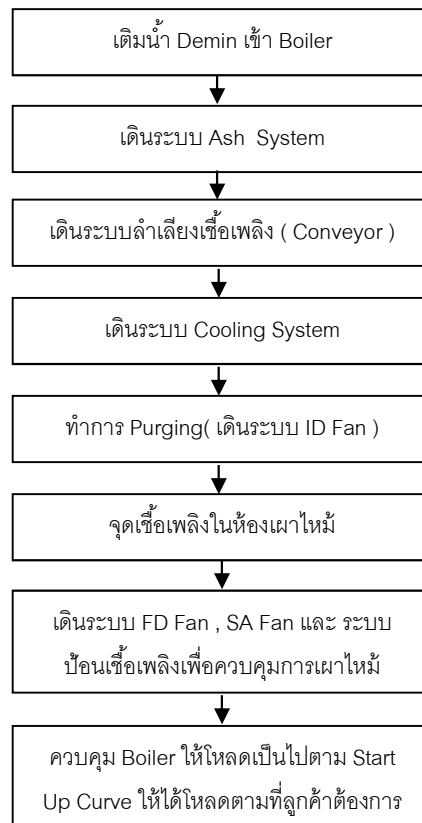 เติมน้ำ Demin เข้า Boiler
เดินระบบ Ash System
เดินระบบลำเลียงเชื้อเพลิง ( Conveyor )
เดินระบบ Cooling System
ทำการ Purging( เดินระบบ ID Fan )
จุดเชื้อเพลิงในห้องเผาไหม้
เดินระบบ FD Fan , SA Fan และ ระบบ
ป้อนเชื้อเพลิงเพื่อควบคุมการเผาไหม้
ควบคุม Boiler ให้โหลดเป็นไปตาม Start
Up Curve ให้ได้โหลดตามที่ลูกค้าต้องการ